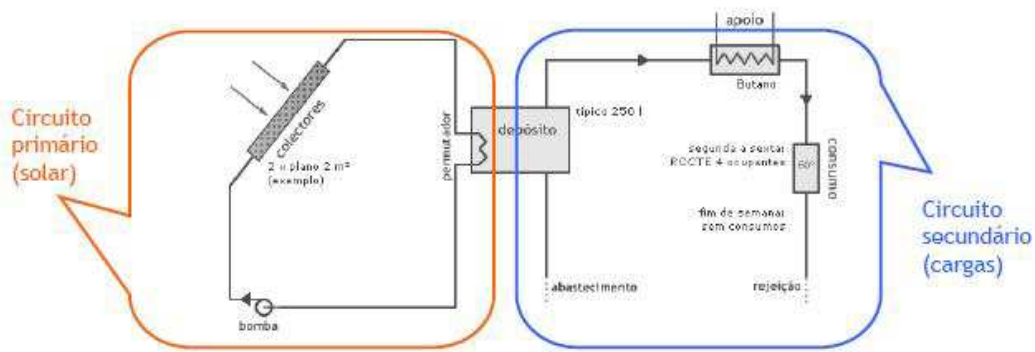 Circuito
primário
(solar)
colectores
2 x plano 2 m²
(exemplo)
bomba
permutador
depósito
típico 250 l
abastecimento
apoio
Butano
segunda a sexta:
RCCTE 4 ocupantes
60º
consumo
fim de semana:
sem consumos
rejeição
Circuito
secundário
(cargas)